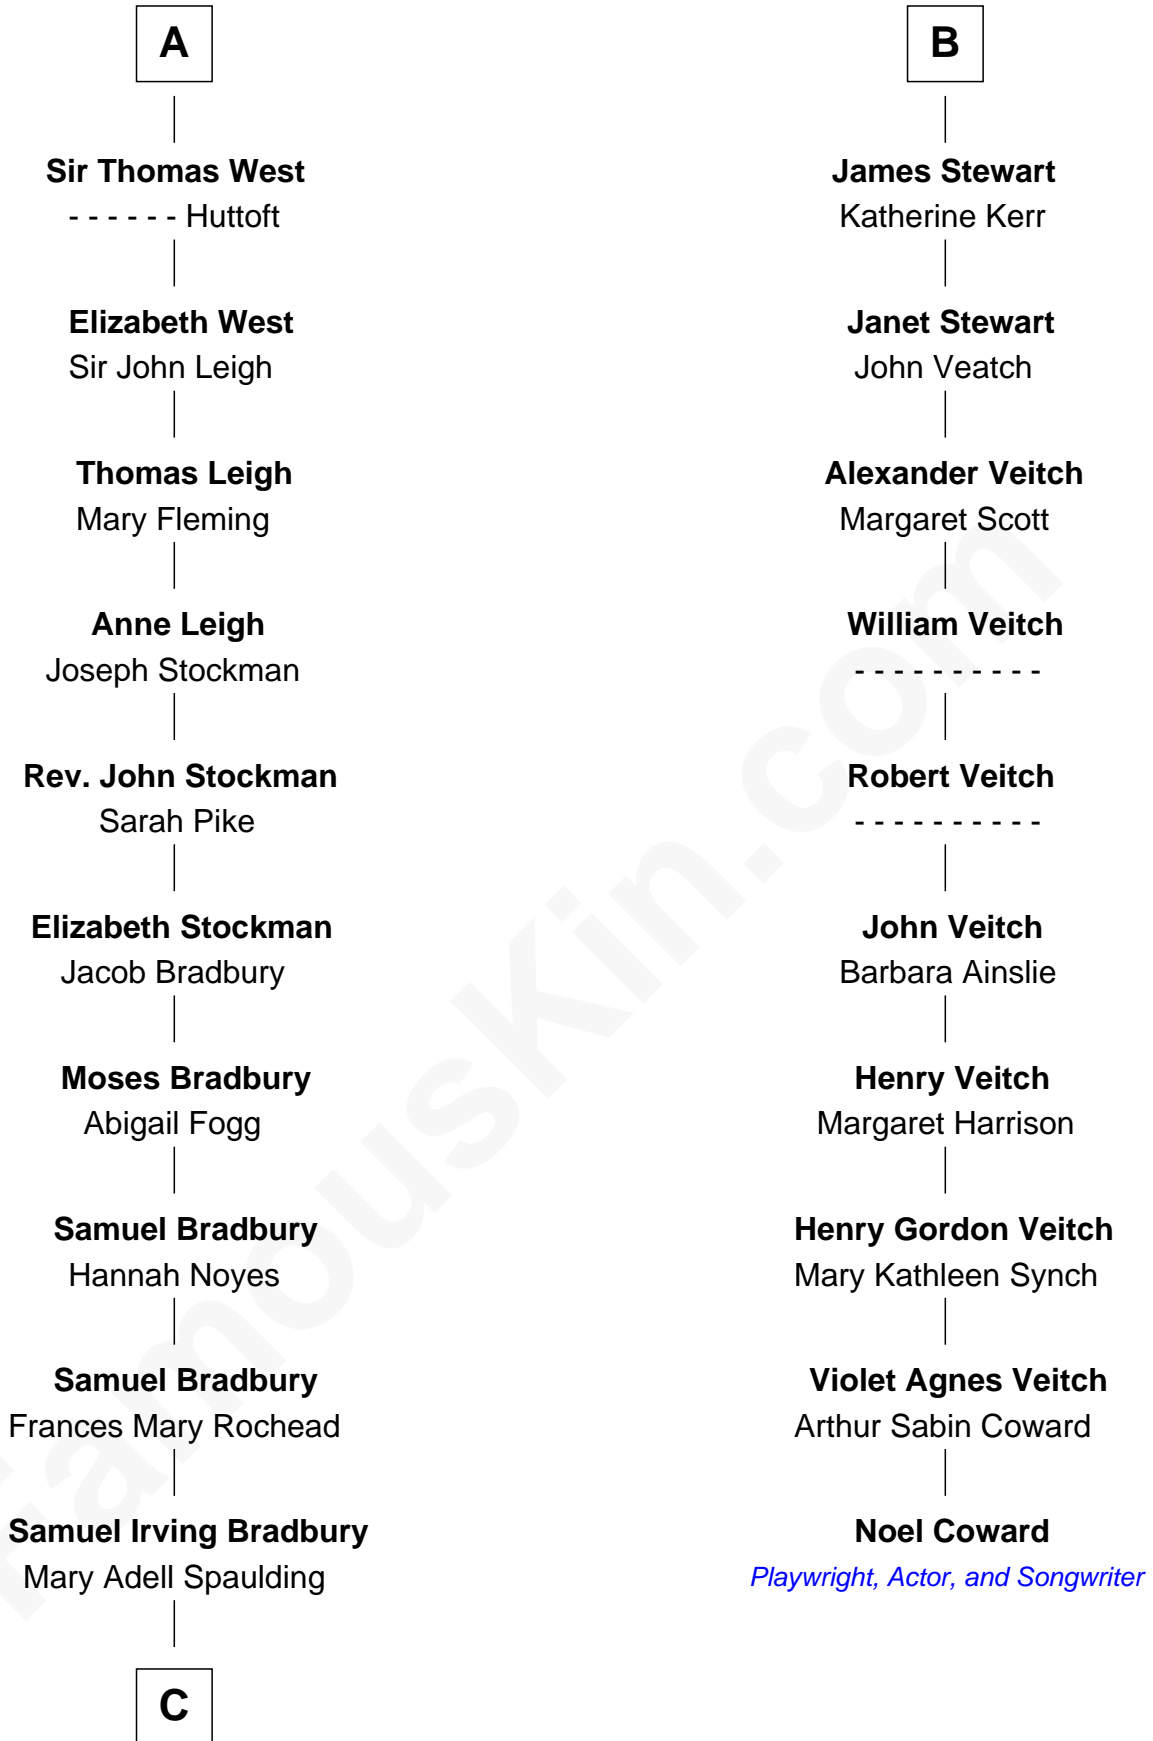 A
Sir Thomas West
- - - - - - Huttoft
Elizabeth West
Sir John Leigh
Thomas Leigh
Mary Fleming
Anne Leigh
Joseph Stockman
Rev. John Stockman
Sarah Pike
Elizabeth Stockman
Jacob Bradbury
Moses Bradbury
Abigail Fogg
Samuel Bradbury
Hannah Noyes
Samuel Bradbury
Frances Mary Rochead
Samuel Irving Bradbury
Mary Adell Spaulding
C
B
James Stewart
Katherine Kerr
Janet Stewart
John Veatch
Alexander Veitch
Margaret Scott
William Veitch
- - - - - - - - - -
Robert Veitch
- - - - - - - - - -
John Veitch
Barbara Ainslie
Henry Veitch
Margaret Harrison
Henry Gordon Veitch
Mary Kathleen Synch
Violet Agnes Veitch
Arthur Sabin Coward
Noel Coward
Playwright, Actor, and Songwriter
FamousKin.com